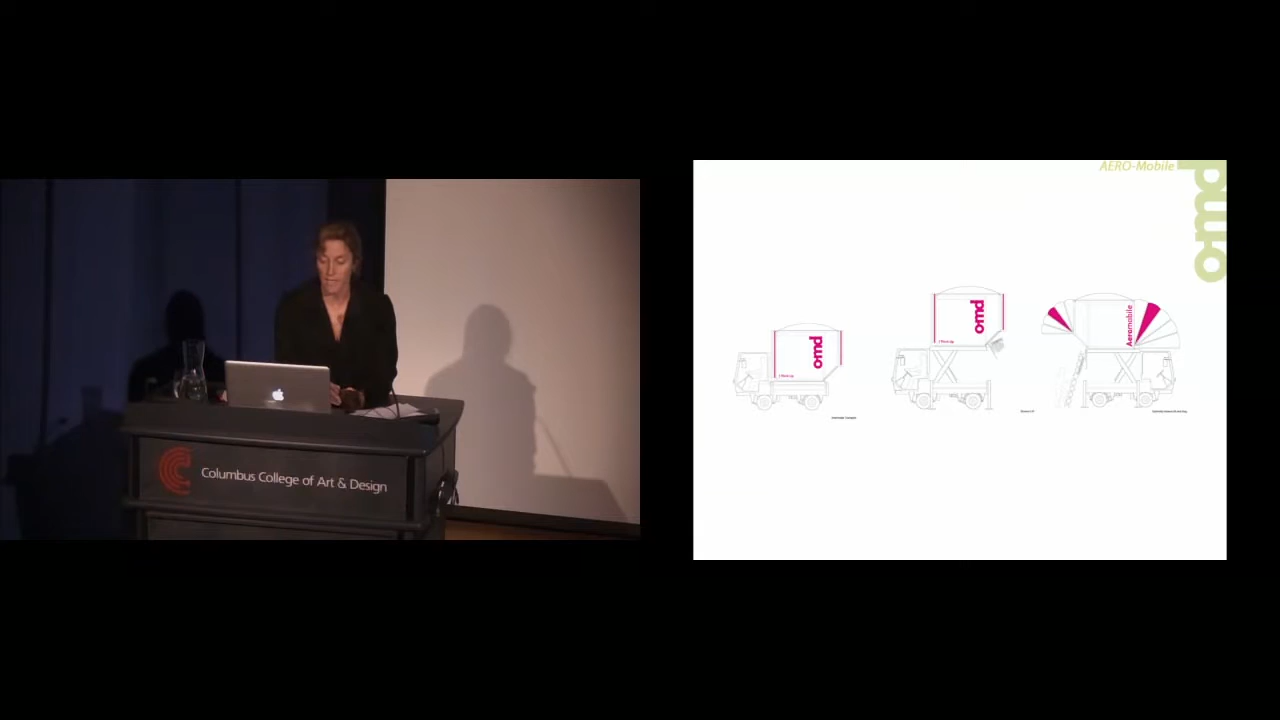 Columbus College of Art & Design
AERO-Mobile
omd
omd
omd
Aeromobile